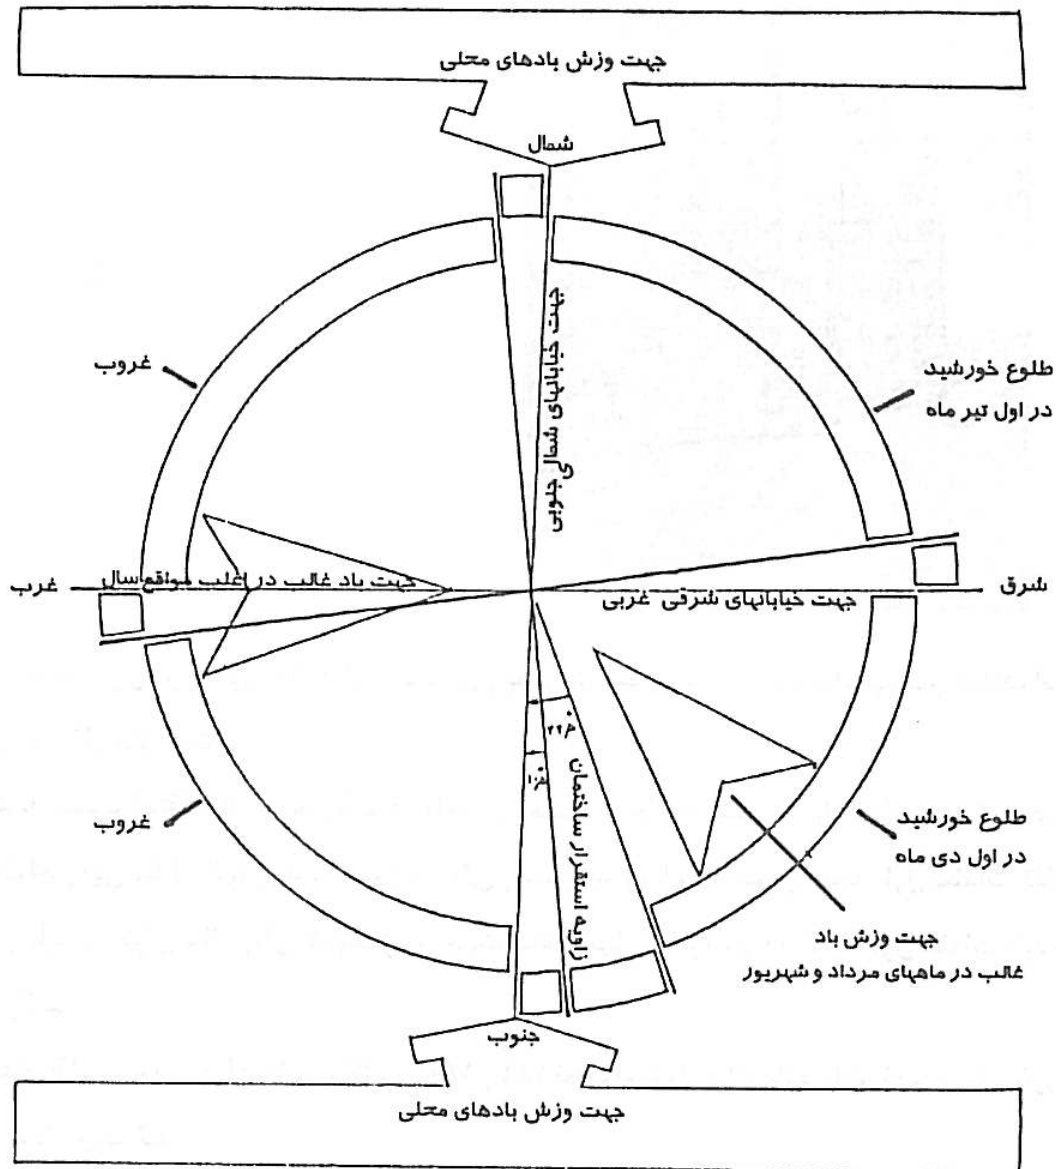 جهت وزش بادهای محلی
شمال
جهت خیابانهای شمالی جنوبی
غروب
طلوع خورشید
در اول تیر ماه
غرب
جهت باد غالب در اغلب مواقع سال
جهت خیابانهای شرقی غربی
شرق
زاویه استقرار ساختمان
غروب
طلوع خورشید
در اول دی ماه
جهت وزش باد
غالب در ماههای مرداد و شهریور
جنوب
جهت وزش بادهای محلی